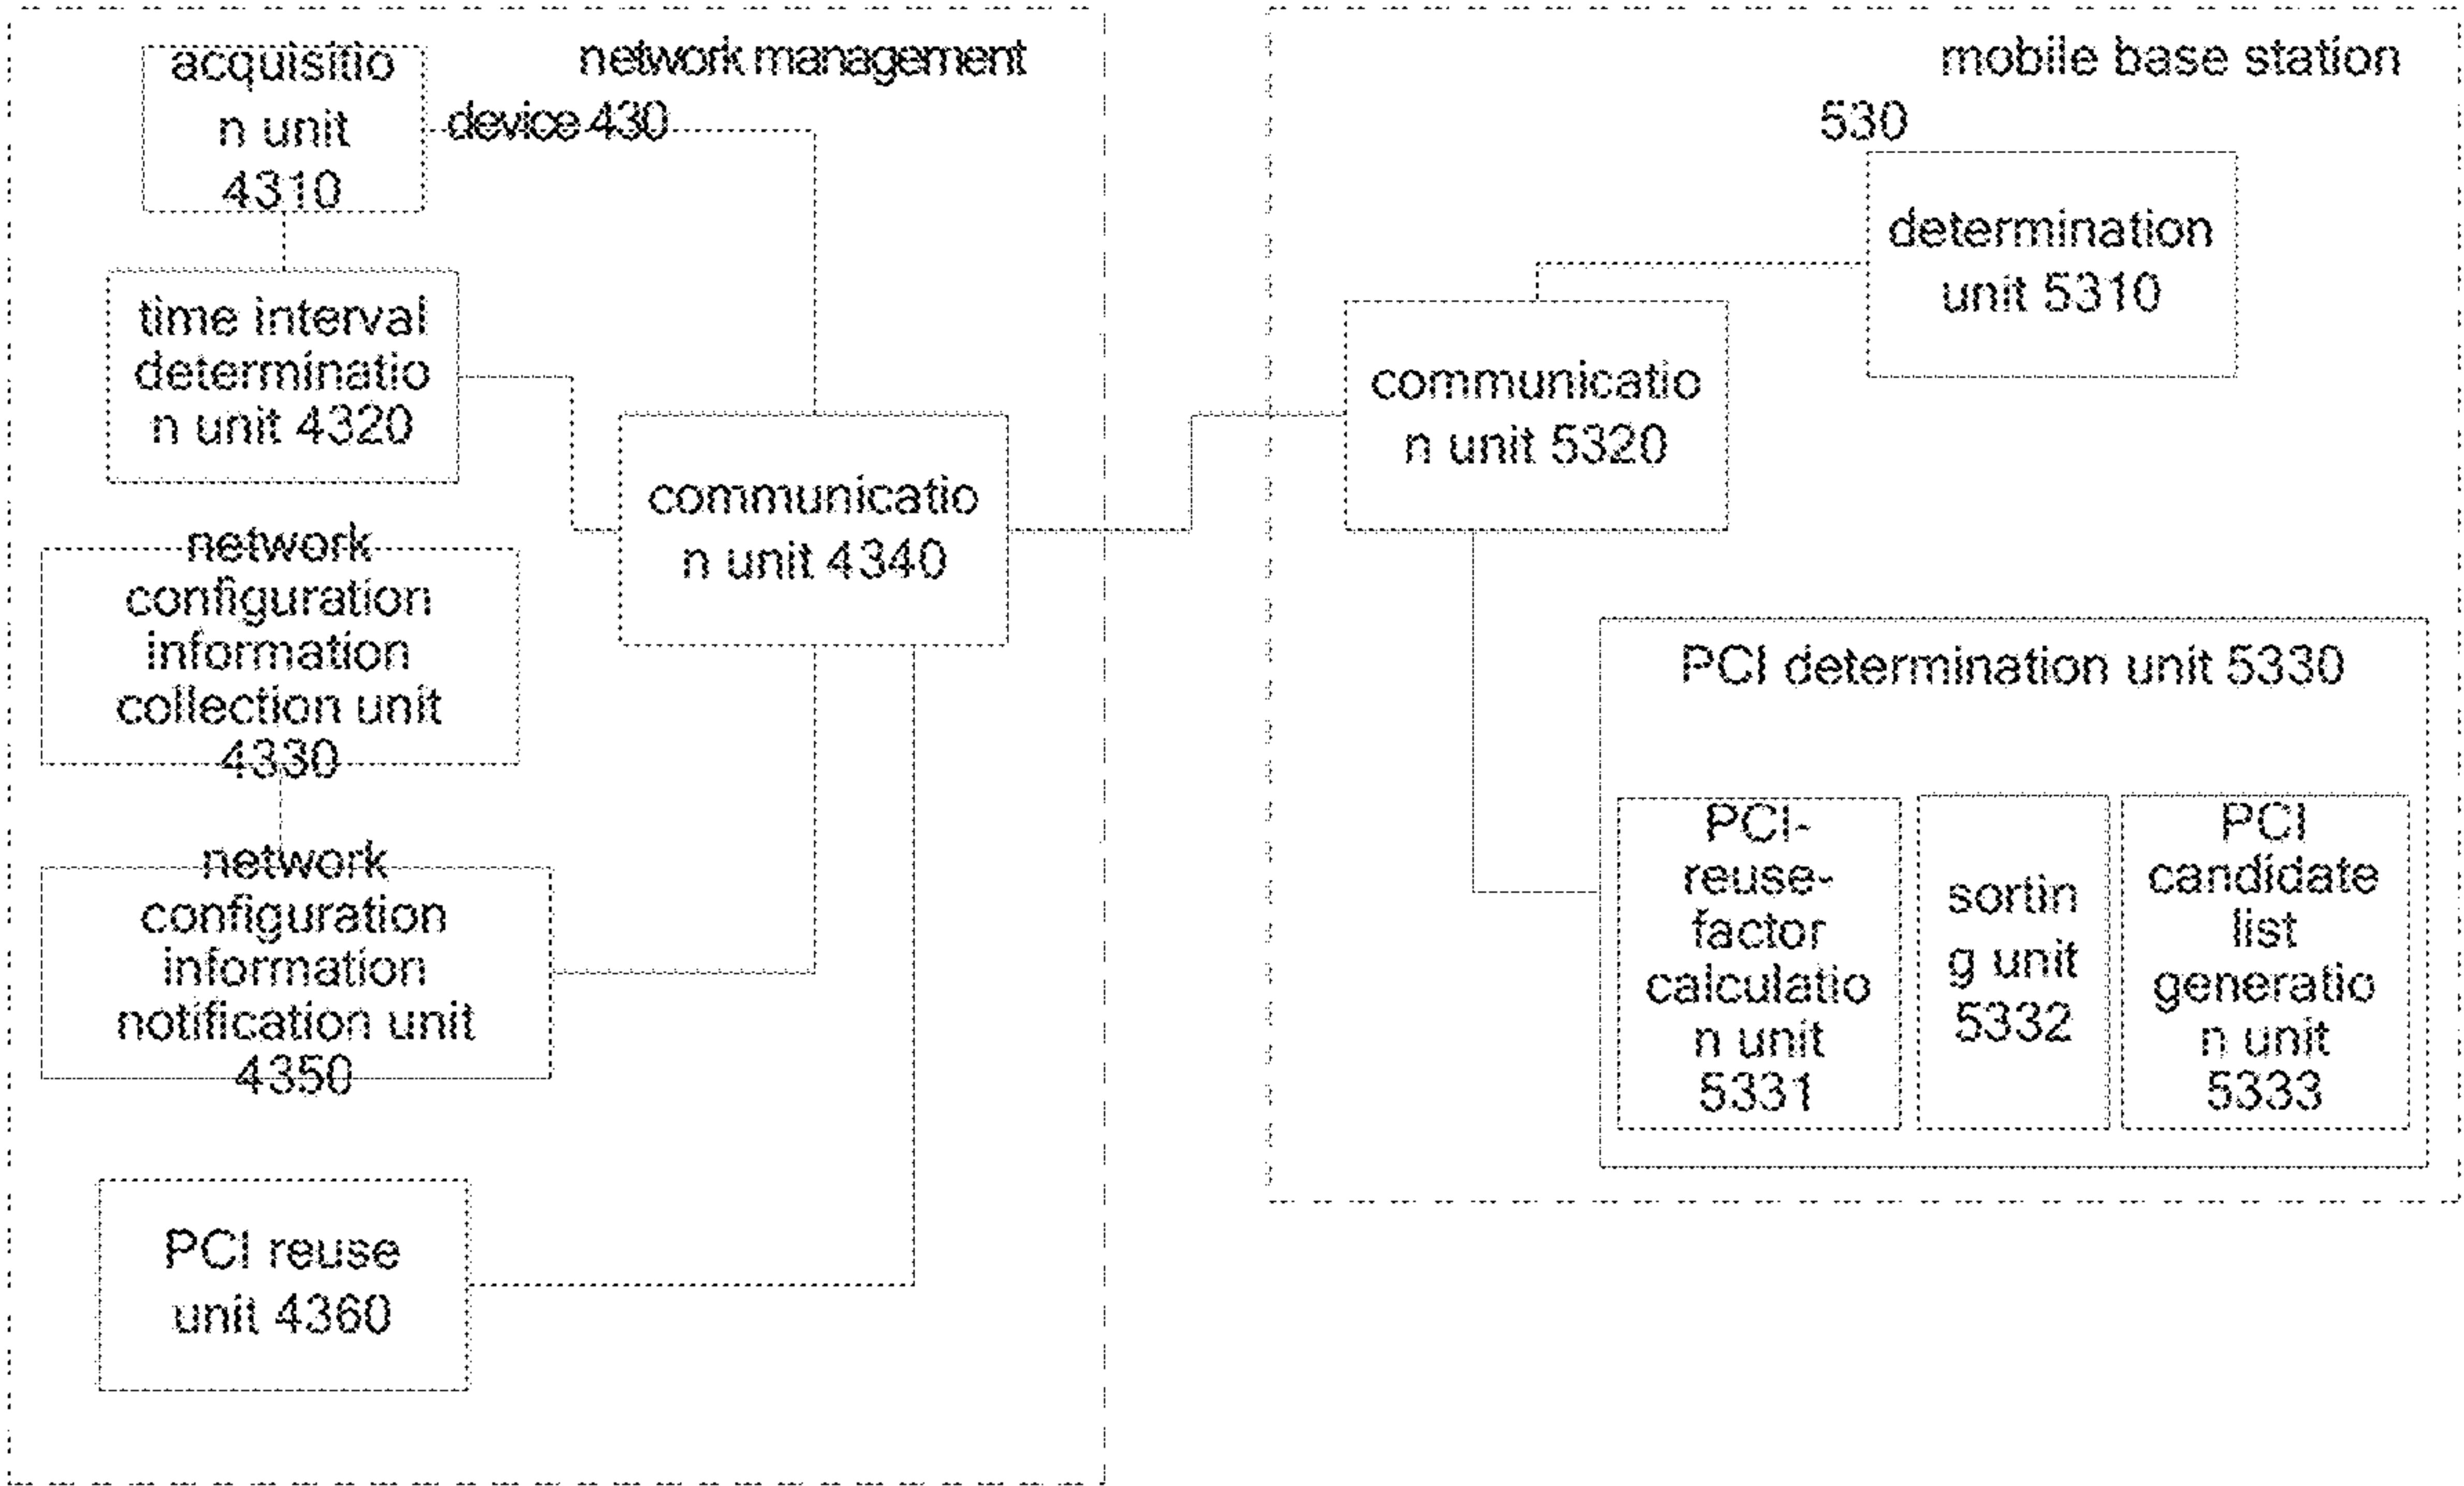 acquisitio
n unit
4310
network management
device 430
time interval
determinatio
n unit 4320
network
configuration
information
collection unit
4330
communicatio
n unit 4340
network
configuration
information
notification unit
4350
PCI reuse
unit 4360
mobile base station
530
determination
unit 5310
communicatio
n unit 5320
PCI determination unit 5330
PCI-
reuse-
factor
calculatio
n unit
5331
sortin
g unit
5332
PCI
candidate
list
generatio
n unit
5333